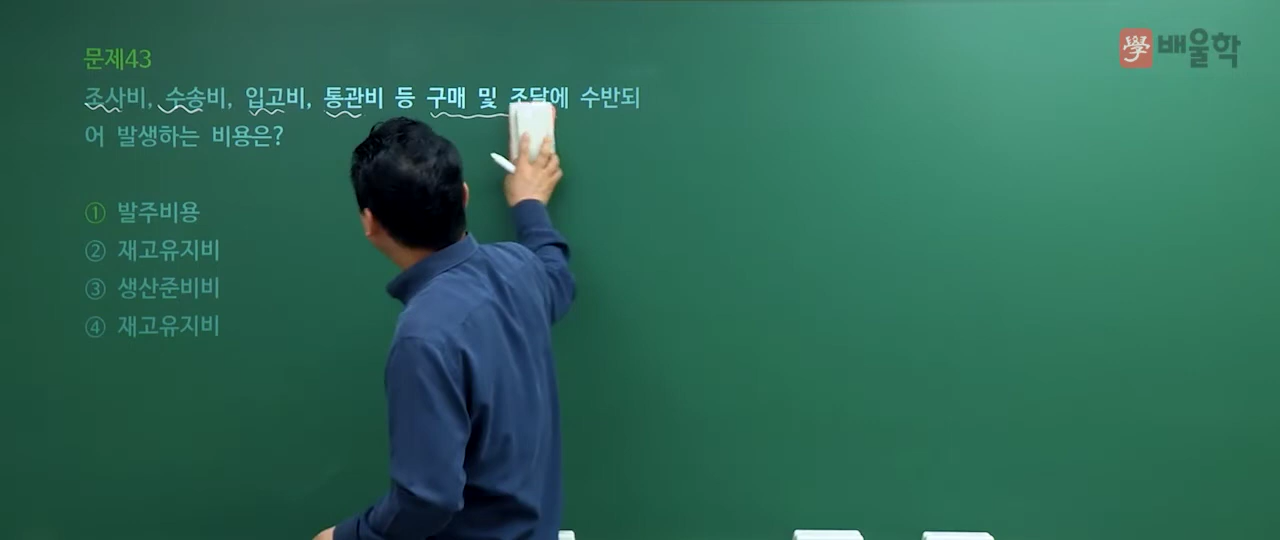 문제43
學 배울학
조사비, 수송비, 입고비, 통관비 등 구매 및 조달에 수반되
어 발생하는 비용은?
① 발주비용
② 재고유지비
③ 생산준비비
④ 재고유지비